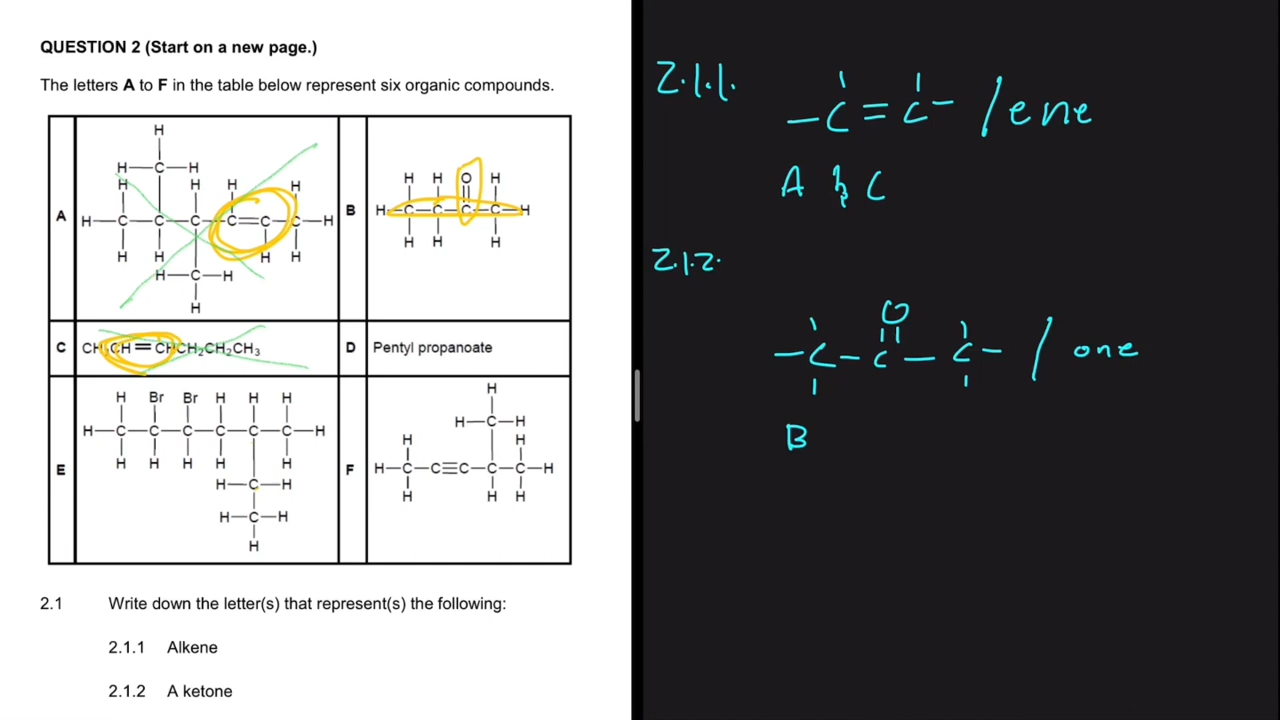 QUESTION 2 (Start on a new page.)
The letters A to F in the table below represent six organic compounds.
A
H
H—C—H
H H H H
H—C—C—C—C=C—C—H
H H H H
H—C—H
H
B
H H O H
H—C—C—C—C—H
H H H
C
CH3CH=CHCH2CH2CH3
D
Pentyl propanoate
E
H Br Br H H H
H—C—C—C—C—C—C—H
H H H H H
H—C—H
H—C—H
H
F
H
H—C—H
H H
H—C—C≡C—C—C—H
H H H
2.1 Write down the letter(s) that represent(s) the following:
2.1.1 Alkene
2.1.2 A ketone
2.1.1.
—C=C— / ene
A & C
2.1.2.
O
—C—C—C— / one
B